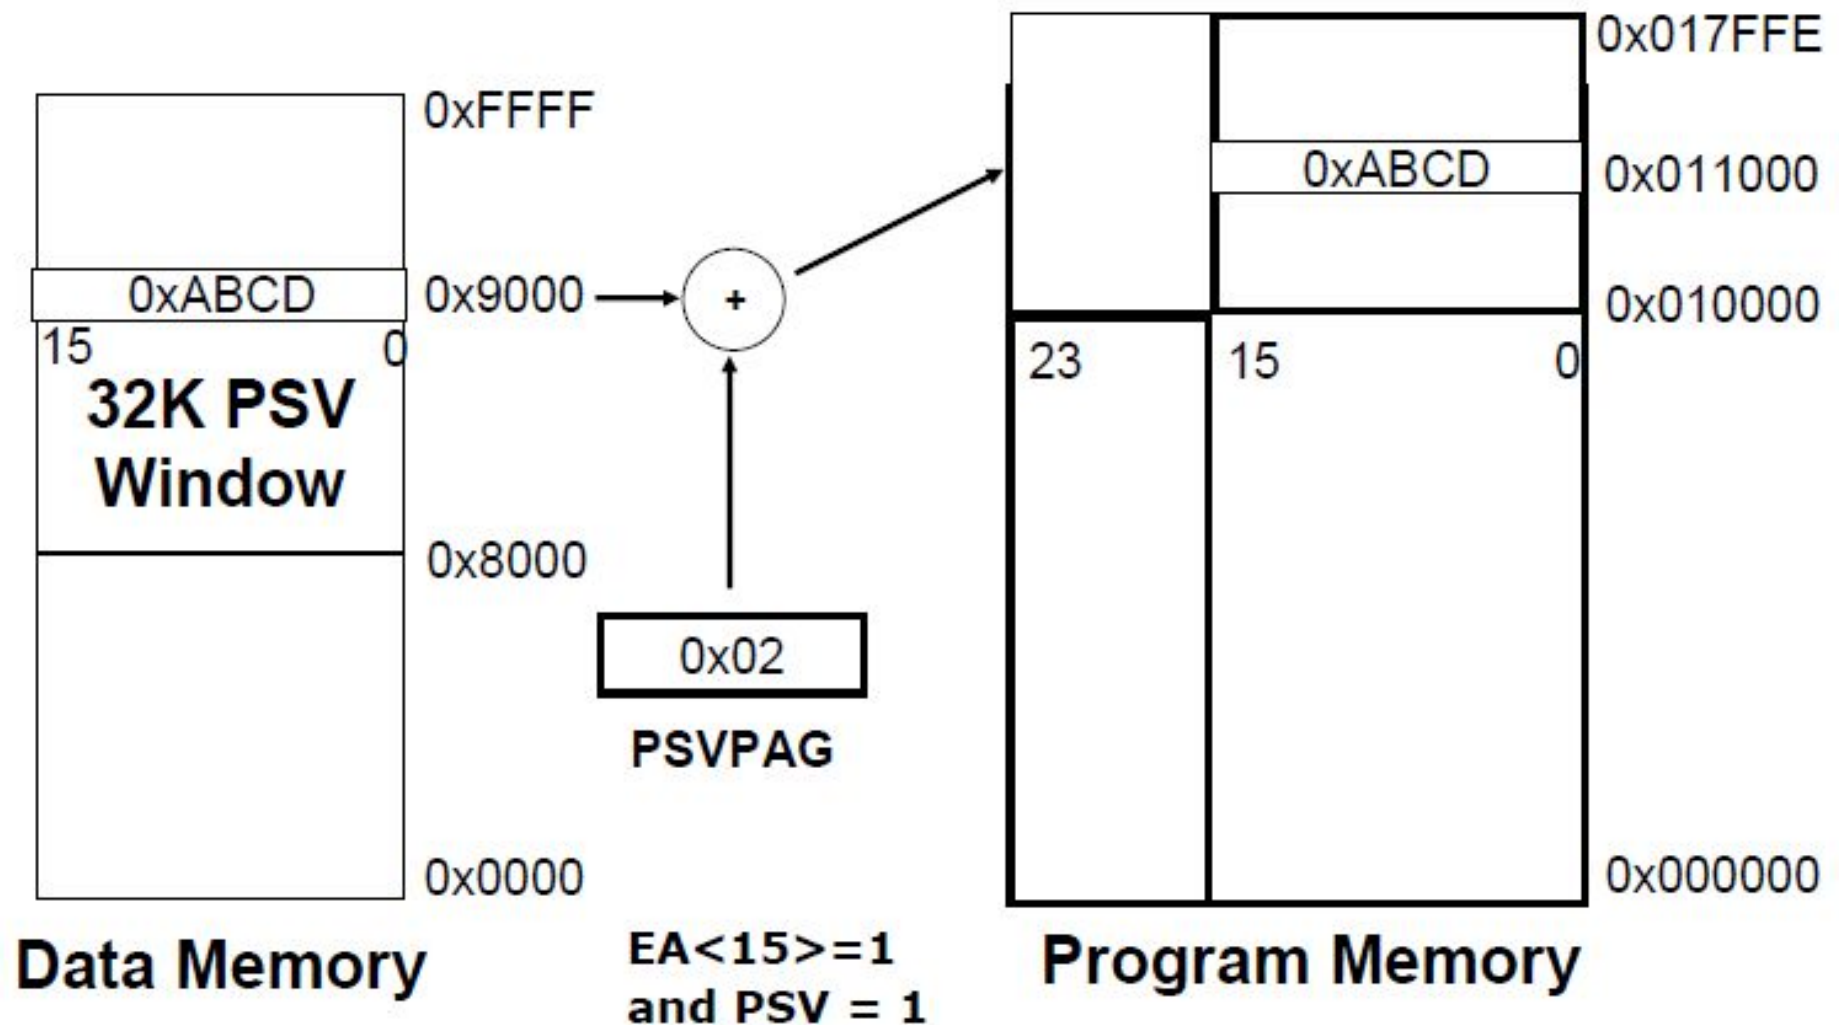 0xFFFF
0xABCD
0x9000
15
0
32K PSV
Window
0x8000
0x0000
Data Memory
+
0x02
PSVPAG
EA<15>=1
and PSV = 1
0x017FFE
0xABCD
0x011000
0x010000
23
15
0
0x000000
Program Memory